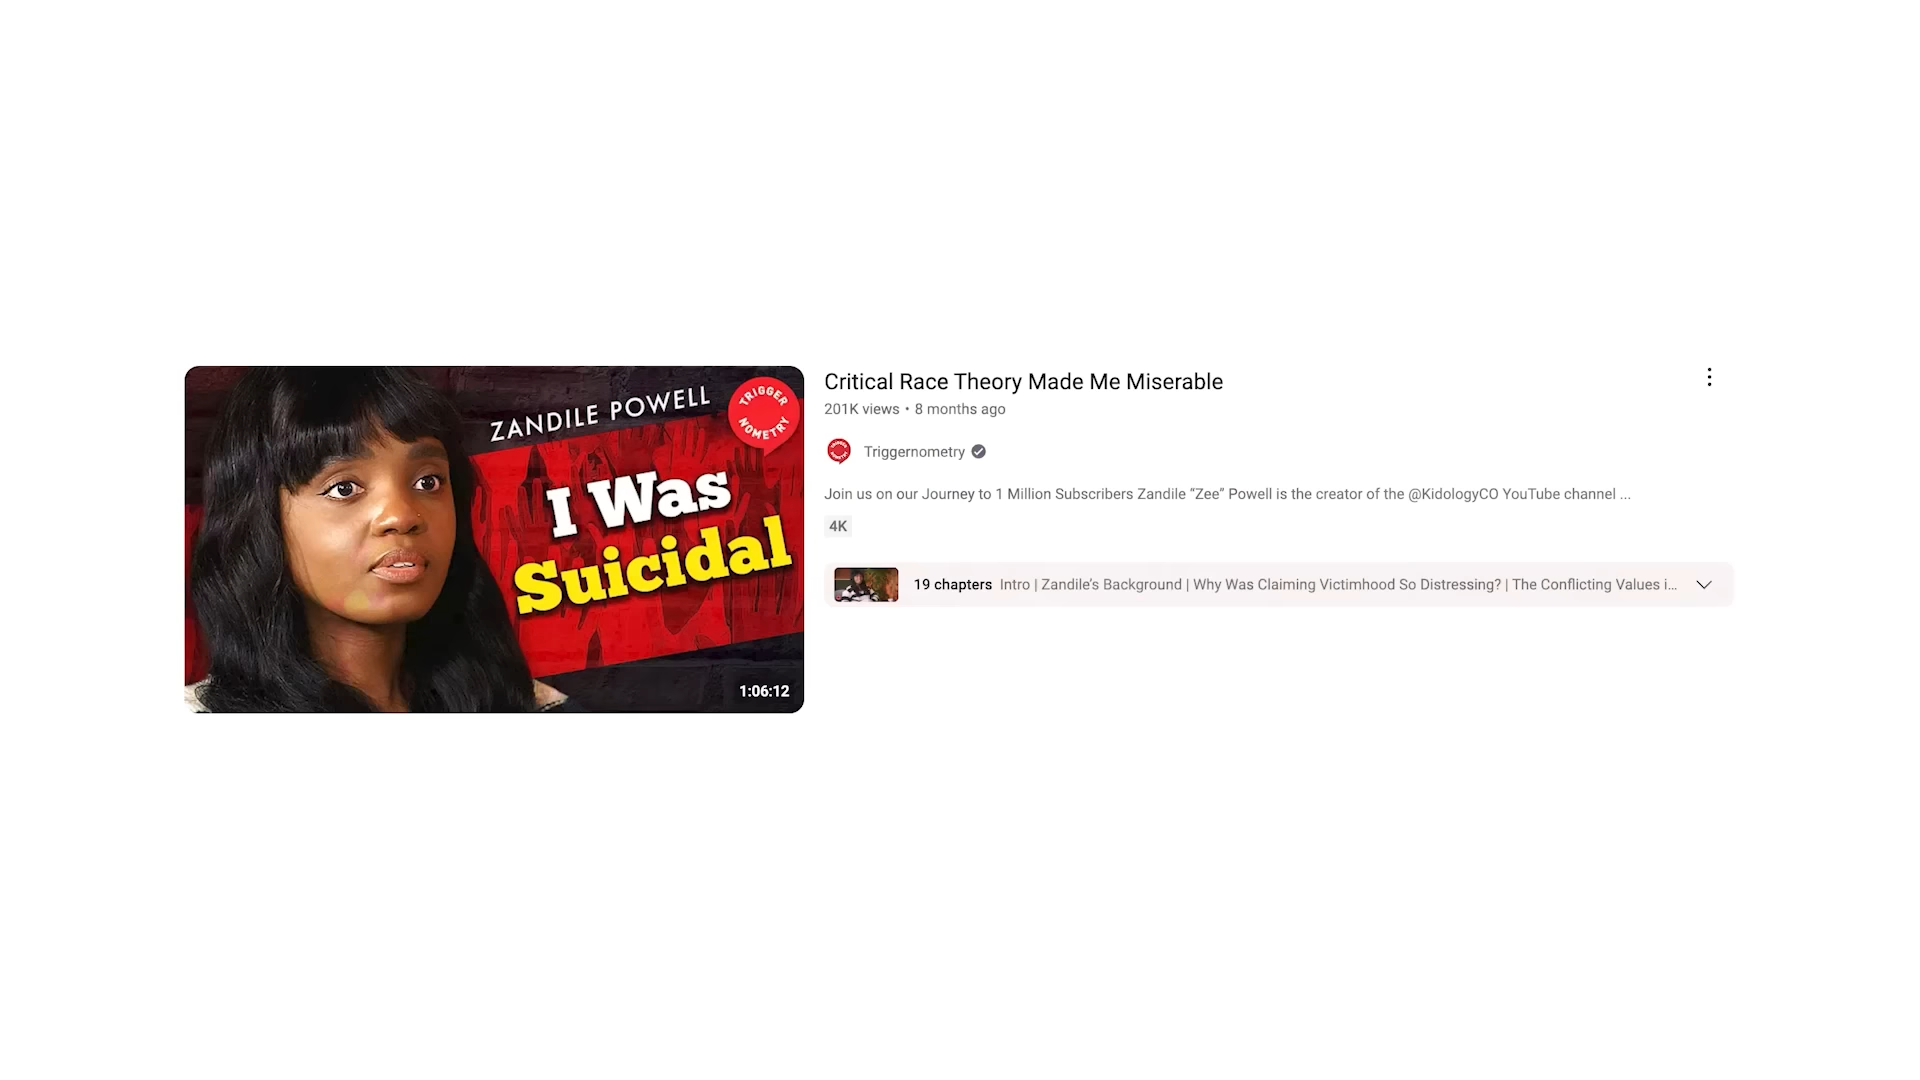 ZANDILE POWELL
TRIGGER
NOMETRY
I Was
Suicidal
1:06:12
Critical Race Theory Made Me Miserable
201K views • 8 months ago
Triggernometry
Join us on our Journey to 1 Million Subscribers Zandile “Zee” Powell is the creator of the @KidologyCO YouTube channel ...
4K
19 chapters Intro | Zandile’s Background | Why Was Claiming Victimhood So Distressing? | The Conflicting Values i...